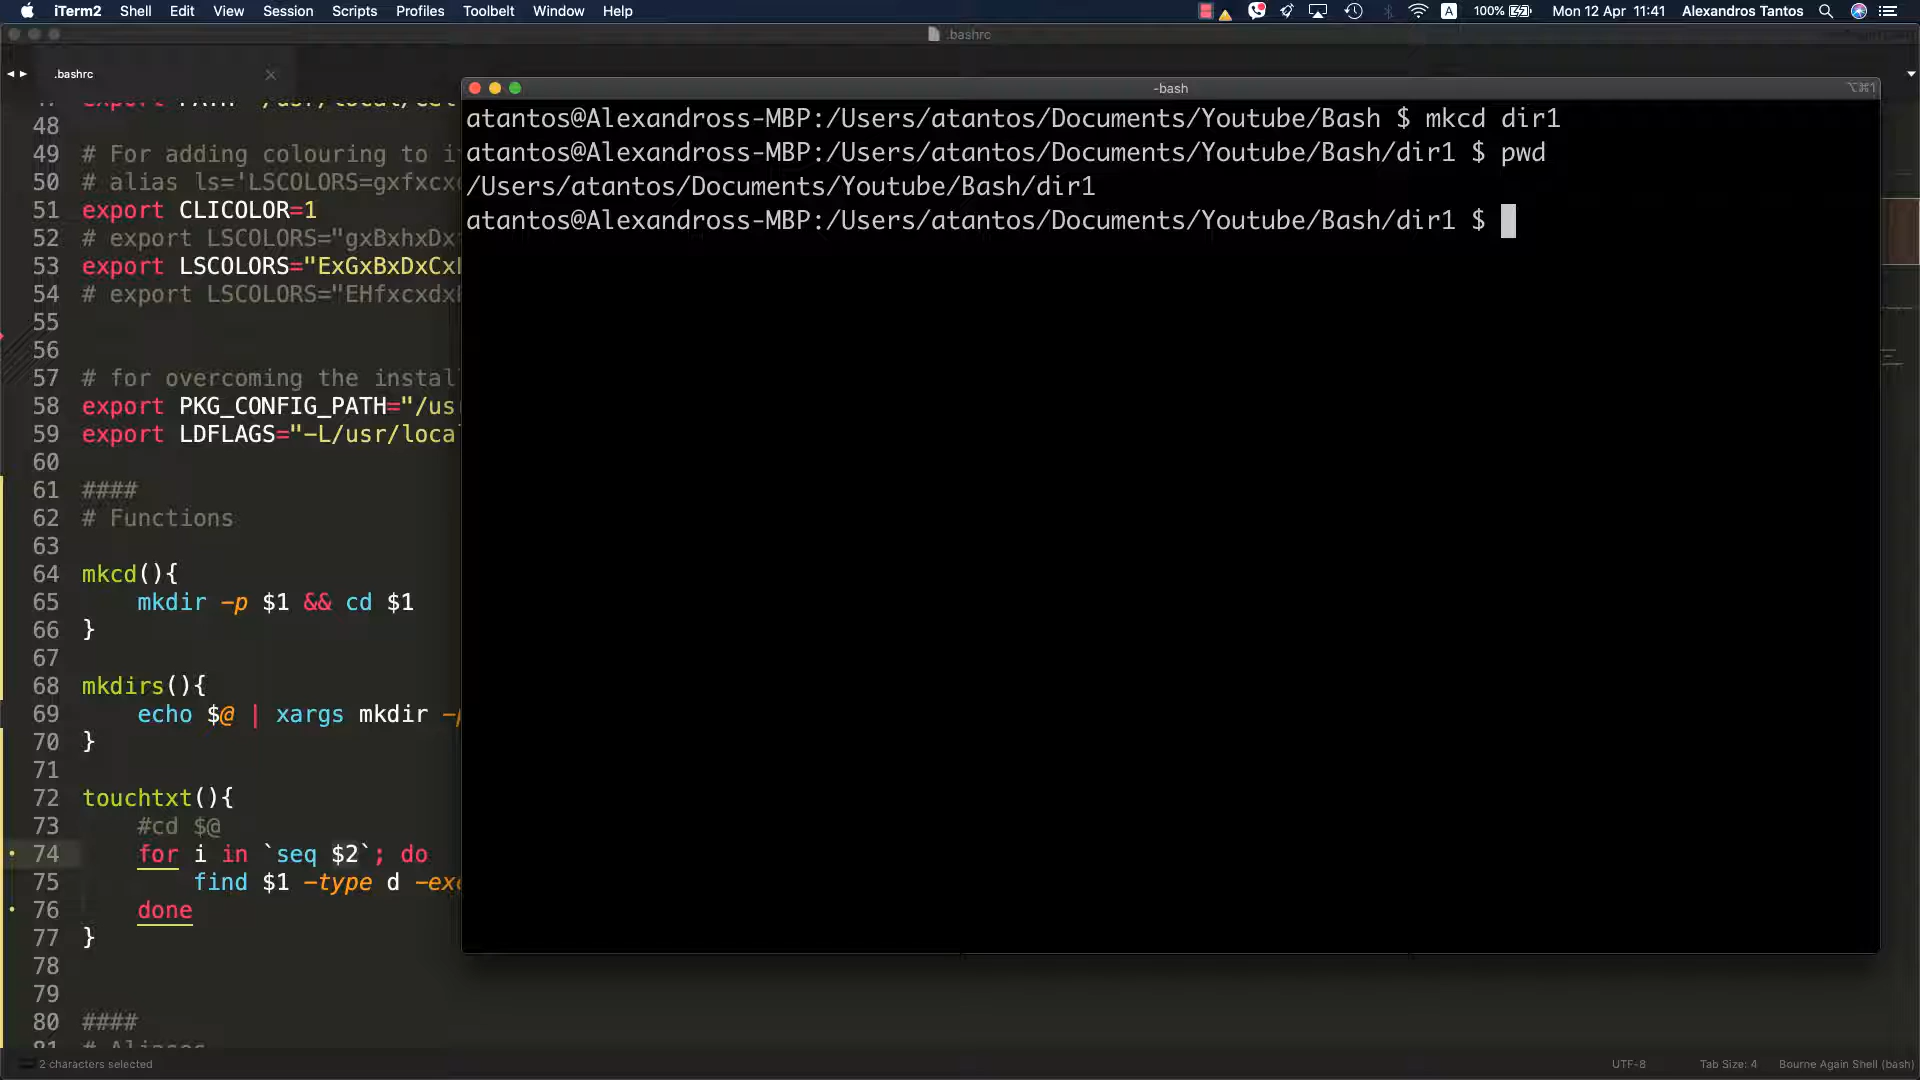 iTerm2 Shell Edit View Session Scripts Profiles Toolbelt Window Help
A 100% Mon 12 Apr 11:41 Alexandros Tantos
.bashrc
.bashrc
-bash
⌥⌘1
atantos@Alexandross-MBP:/Users/atantos/Documents/Youtube/Bash $ mkcd dir1
atantos@Alexandross-MBP:/Users/atantos/Documents/Youtube/Bash/dir1 $ pwd
/Users/atantos/Documents/Youtube/Bash/dir1
atantos@Alexandross-MBP:/Users/atantos/Documents/Youtube/Bash/dir1 $
48
49 # For adding colouring to i
50 # alias ls='LSCOLORS=gxfxcx
51 export CLICOLOR=1
52 # export LSCOLORS="gxBxhxDx
53 export LSCOLORS="ExGxBxDxCx
54 # export LSCOLORS="EHfxcxdx
55
56
57 # for overcoming the instal
58 export PKG_CONFIG_PATH="/us
59 export LDFLAGS="-L/usr/loca
60
61 ####
62 # Functions
63
64 mkcd(){
65 mkdir -p $1 && cd $1
66 }
67
68 mkdirs(){
69 echo $@ | xargs mkdir -p
70 }
71
72 touchtxt(){
73 #cd $@
74 for i in `seq $2`; do
75 find $1 -type d -exe
76 done
77 }
78
79
80 ####
81 # Aliases
2 characters selected
UTF-8 Tab Size: 4 Bourne Again Shell (bash)